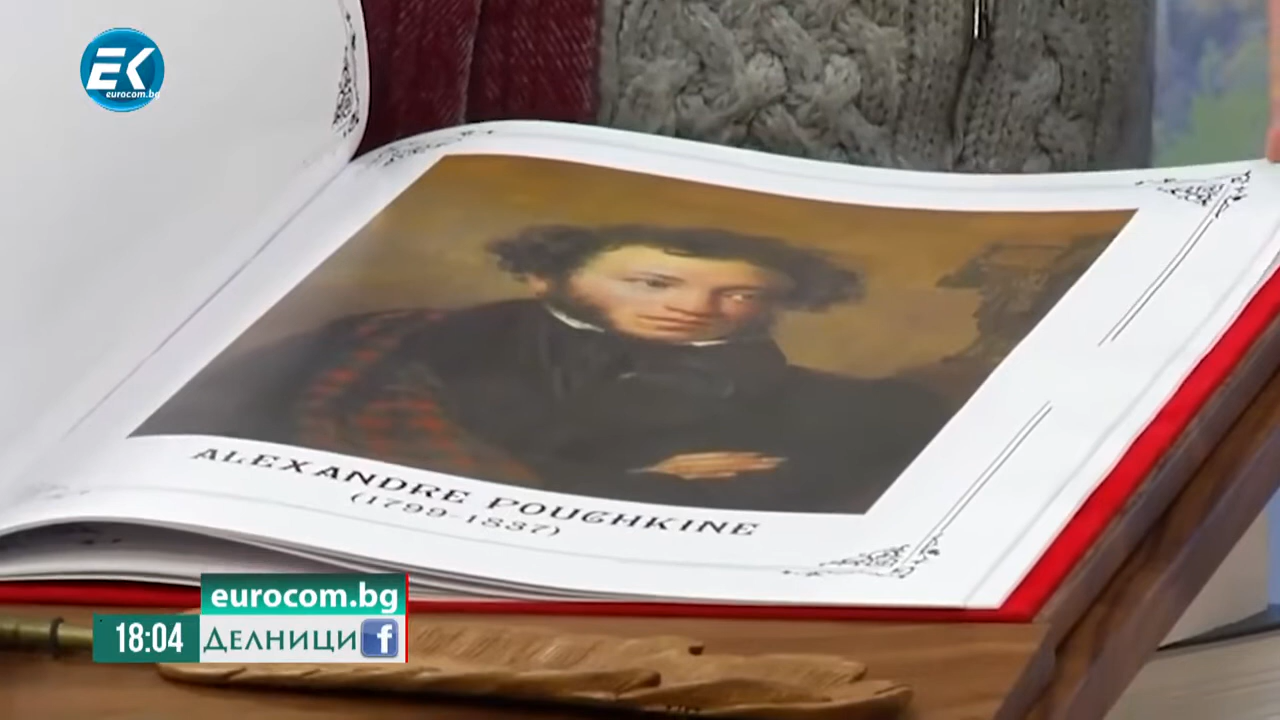 EK
eurocom.bg
ALEXANDRE POUCHKINE
(1799-1837)
eurocom.bg
18:04 Делници f